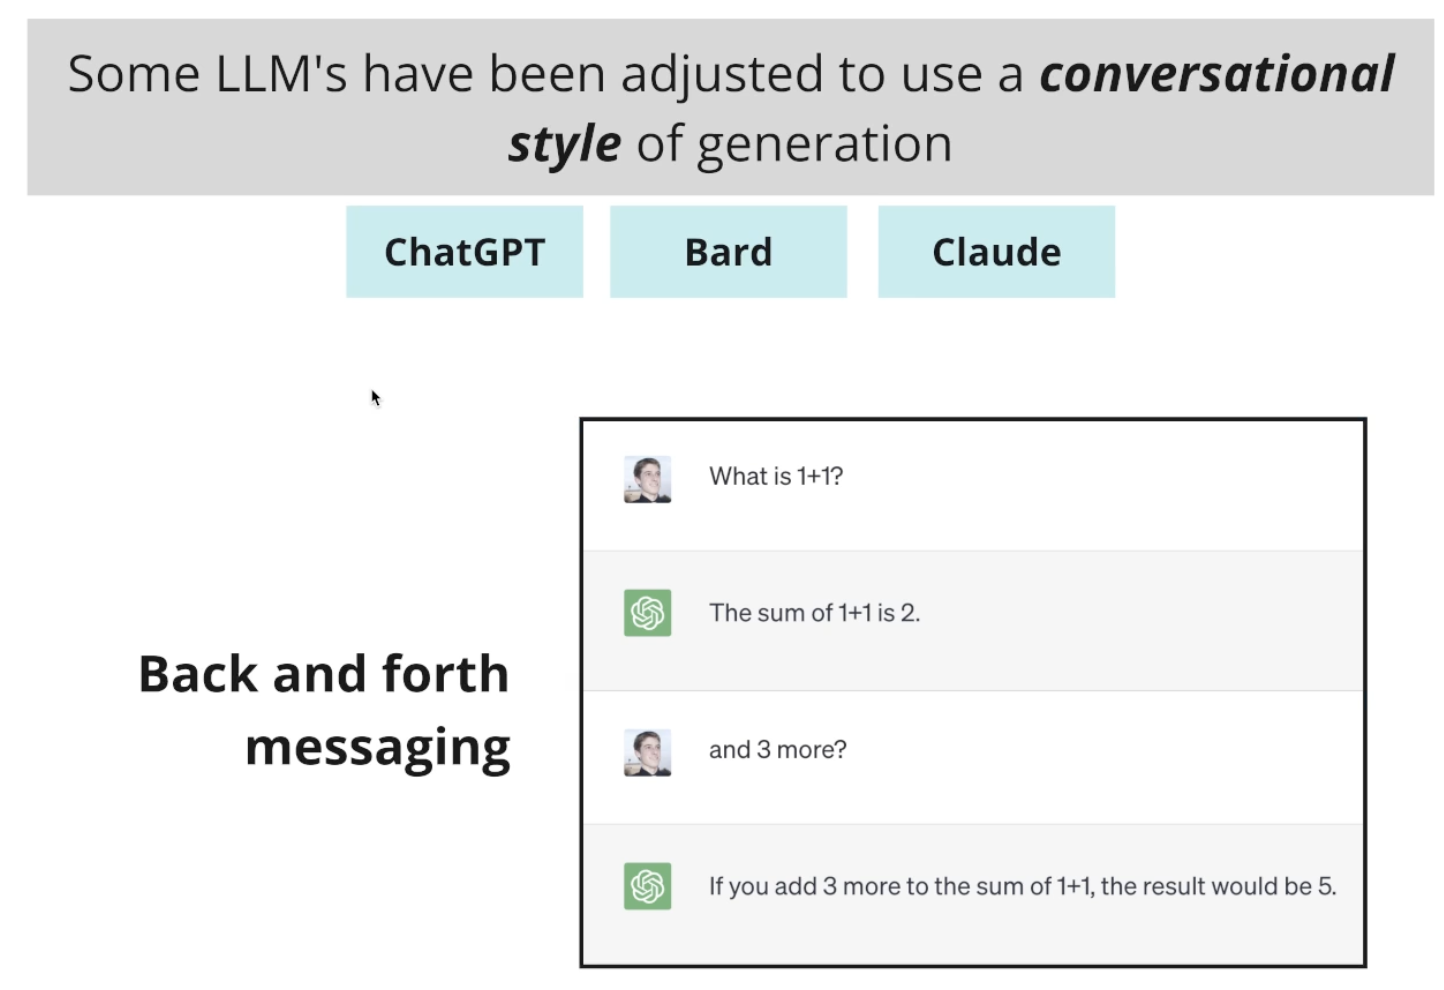 Some LLM's have been adjusted to use a conversational
style of generation
ChatGPT
Bard
Claude
Back and forth
messaging
What is 1+1?
The sum of 1+1 is 2.
and 3 more?
If you add 3 more to the sum of 1+1, the result would be 5.